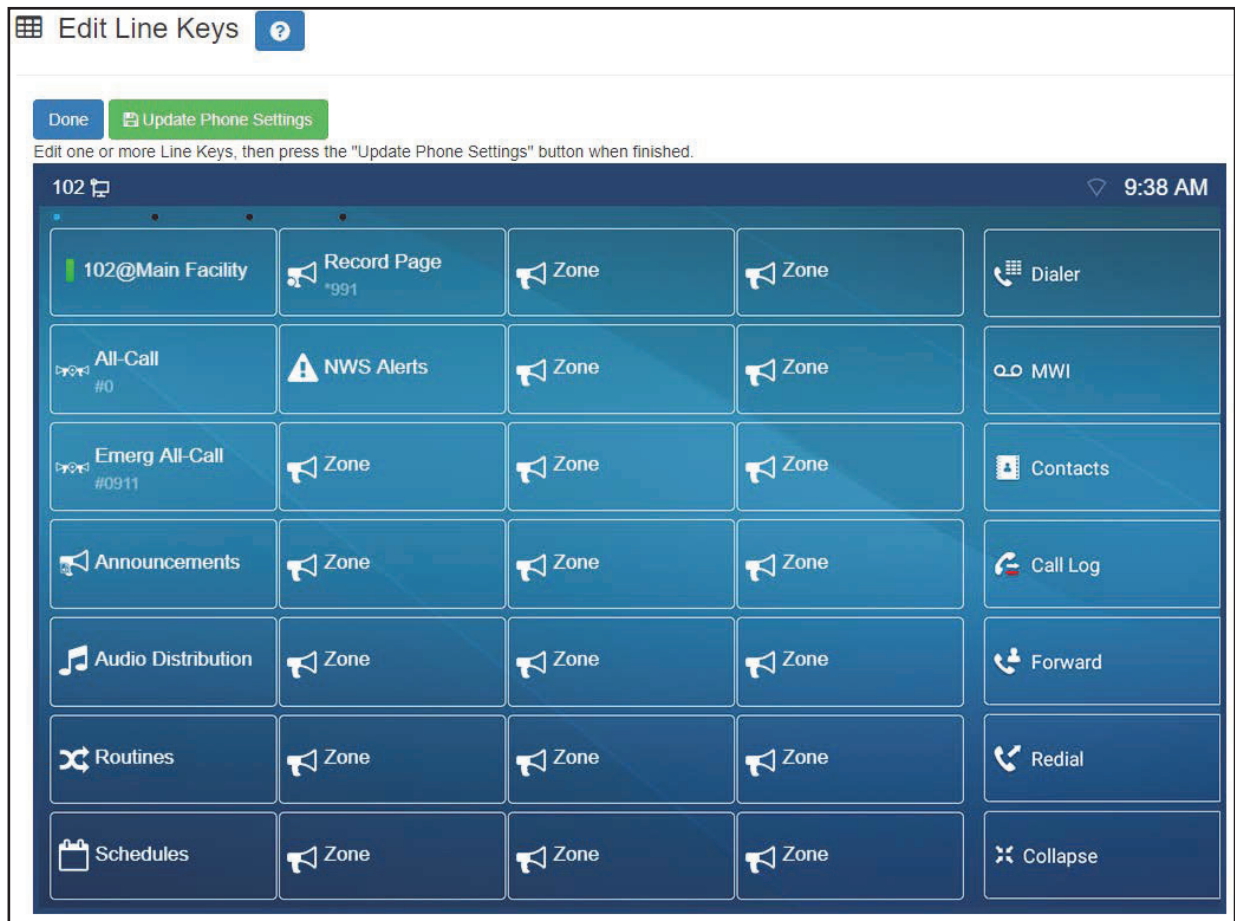 Edit Line Keys ?
Done Update Phone Settings
Edit one or more Line Keys, then press the "Update Phone Settings" button when finished.
102 9:38 AM
102@Main Facility
Record Page
*991
Zone
Zone
Dialer
All-Call
#0
NWS Alerts
Zone
Zone
MWI
Emerg All-Call
#0911
Zone
Zone
Zone
Contacts
Announcements
Zone
Zone
Zone
Call Log
Audio Distribution
Zone
Zone
Zone
Forward
Routines
Zone
Zone
Zone
Redial
Schedules
Zone
Zone
Zone
Collapse